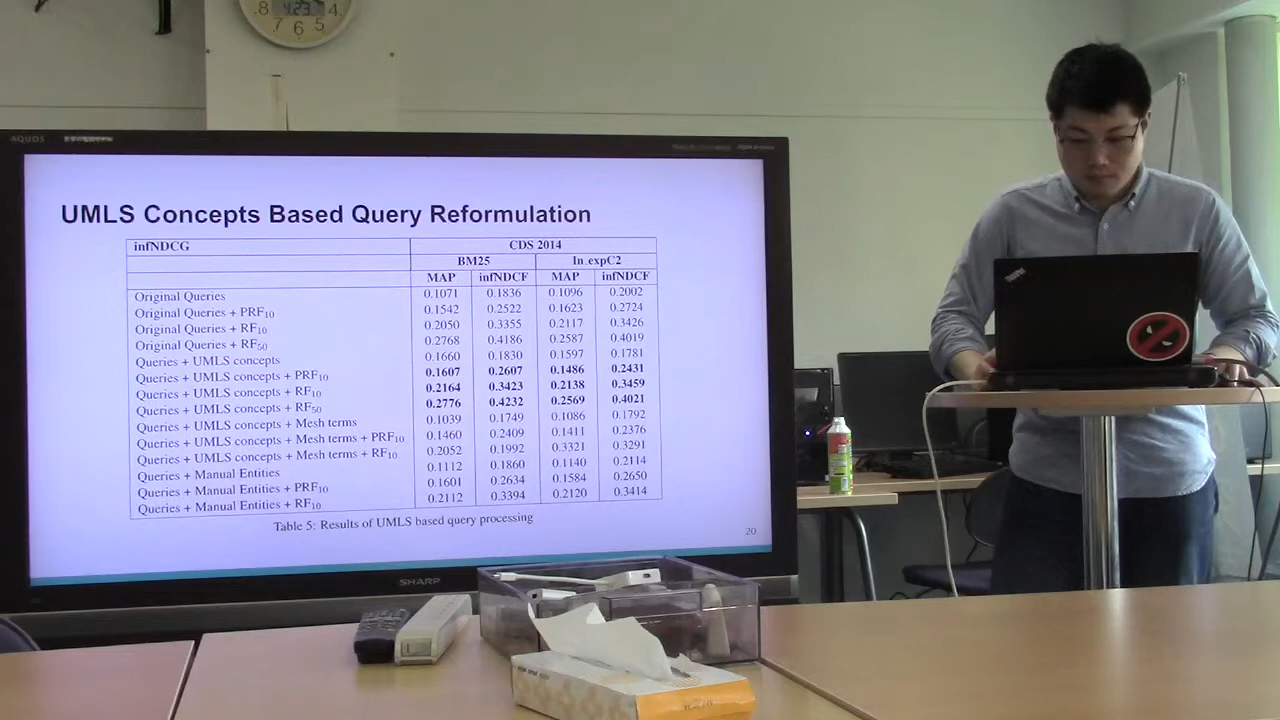 .8 4:23 4
7 6 5
AQUOS
UMLS Concepts Based Query Reformulation
infNDCG CDS 2014
BM25 In_expC2
MAP infNDCF MAP infNDCF
Original Queries 0.1071 0.1836 0.1096 0.2002
Original Queries + PRF10 0.1542 0.2522 0.1623 0.2724
Original Queries + RF10 0.2050 0.3355 0.2117 0.3426
Original Queries + RF50 0.2768 0.4186 0.2587 0.4019
Queries + UMLS concepts 0.1660 0.1830 0.1597 0.1781
Queries + UMLS concepts + PRF10 0.1607 0.2607 0.1486 0.2431
Queries + UMLS concepts + RF10 0.2164 0.3423 0.2138 0.3459
Queries + UMLS concepts + RF50 0.2776 0.4232 0.2569 0.4021
Queries + UMLS concepts + Mesh terms 0.1039 0.1749 0.1086 0.1792
Queries + UMLS concepts + Mesh terms + PRF10 0.1460 0.2409 0.1411 0.2376
Queries + UMLS concepts + Mesh terms + RF10 0.2052 0.1992 0.3321 0.3291
Queries + Manual Entities 0.1112 0.1860 0.1140 0.2114
Queries + Manual Entities + PRF10 0.1601 0.2634 0.1584 0.2650
Queries + Manual Entities + RF10 0.2112 0.3394 0.2120 0.3414
Table 5: Results of UMLS based query processing
20
SHARP
ThinkPad